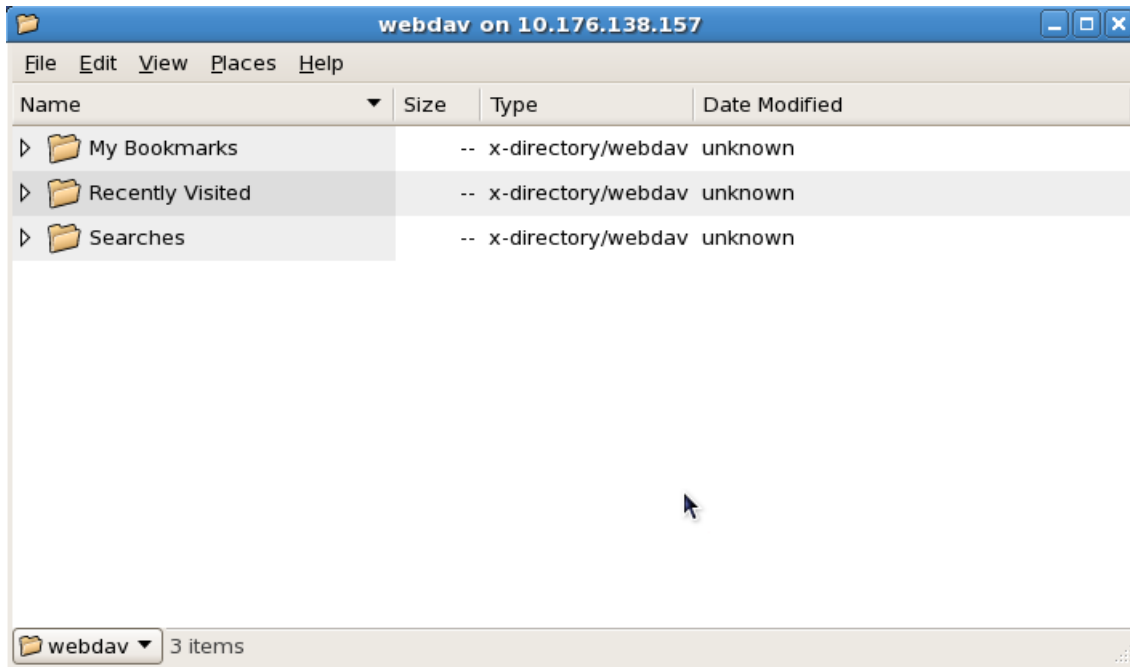 webdav on 10.176.138.157
File Edit View Places Help
Name Size Type Date Modified
My Bookmarks -- x-directory/webdav unknown
Recently Visited -- x-directory/webdav unknown
Searches -- x-directory/webdav unknown
webdav 3 items